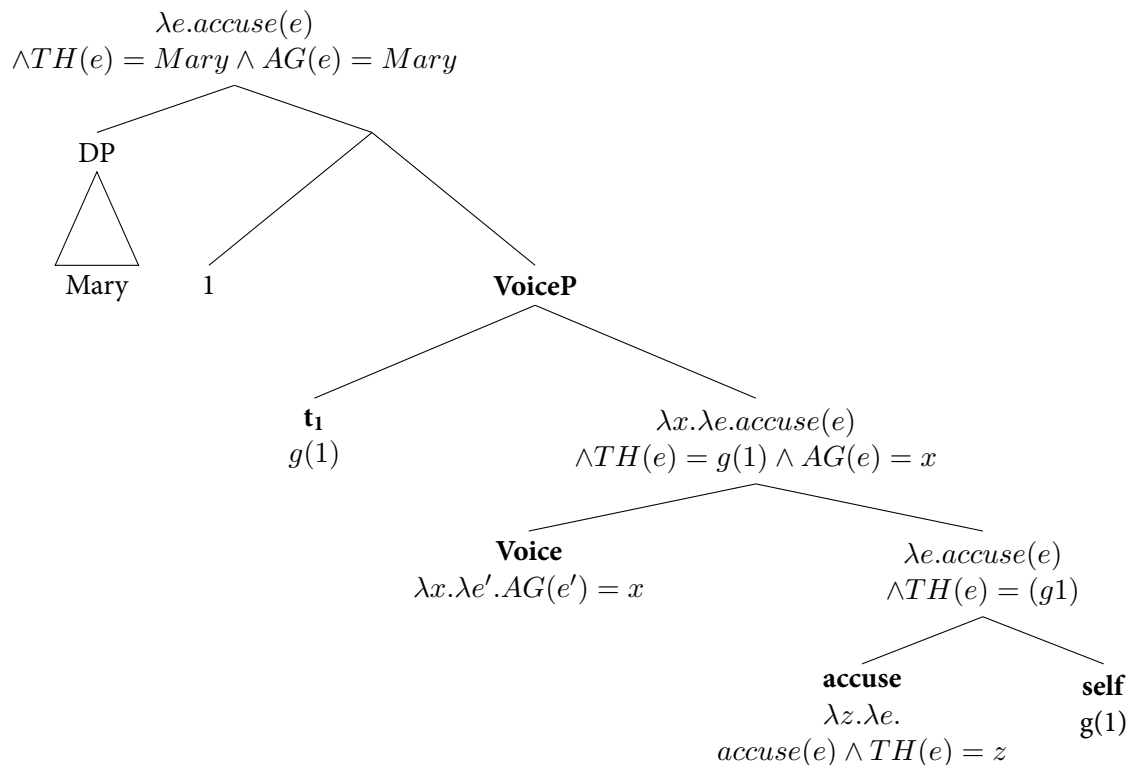 λe.accuse(e)
∧TH(e) = Mary ∧ AG(e) = Mary
DP
Mary
1
VoiceP
t₁
g(1)
λx.λe.accuse(e)
∧TH(e) = g(1) ∧ AG(e) = x
Voice
λx.λe′.AG(e′) = x
λe.accuse(e)
∧TH(e) = (g1)
accuse
λz.λe.
accuse(e) ∧ TH(e) = z
self
g(1)